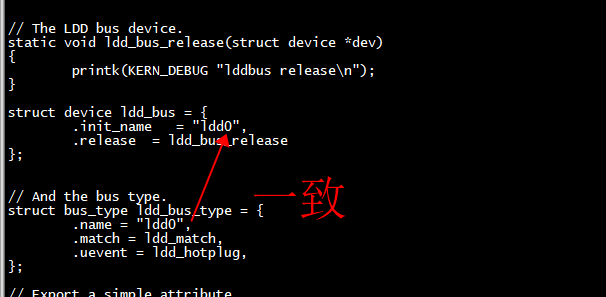 // The LDD bus device.
static void ldd_bus_release(struct device *dev)
{
        printk(KERN_DEBUG "lddbus release\n");
}
struct device ldd_bus = {
        .init_name   = "ldd0",
        .release  = ldd_bus_release
};
// And the bus type.
一致
struct bus_type ldd_bus_type = {
        .name = "ldd0",
        .match = ldd_match,
        .uevent = ldd_hotplug,
};
// Export a simple attribute